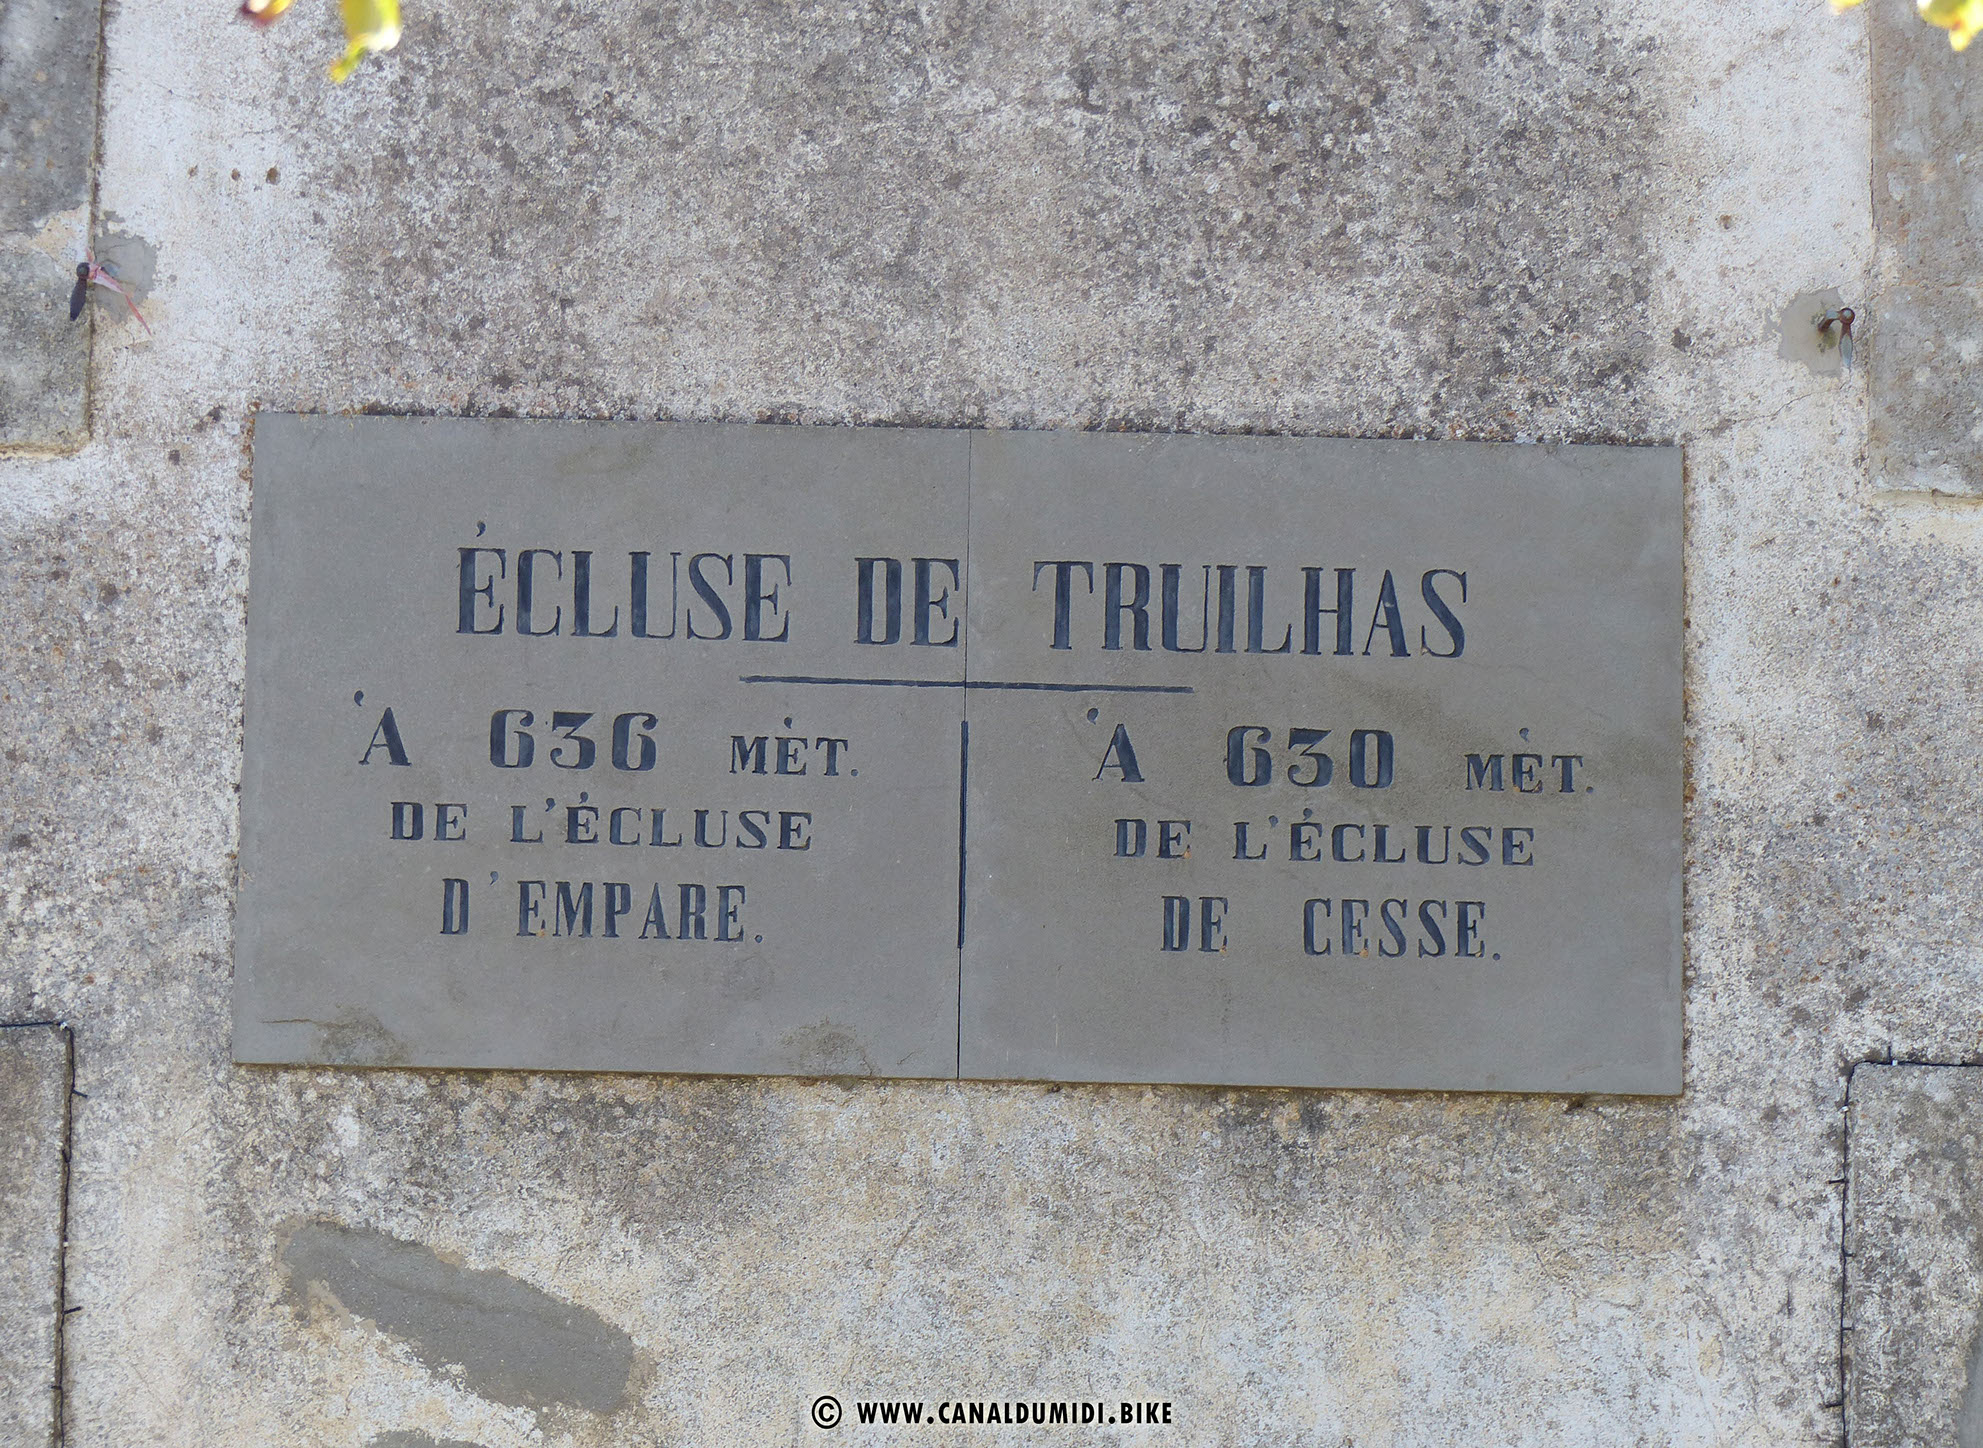 ÉCLUSE DE TRUILHAS
À 636 MÈT.
DE L'ÉCLUSE
D'EMPARE.
À 630 MÈT.
DE L'ÉCLUSE
DE CESSE.
© WWW.CANALDUMIDI.BIKE